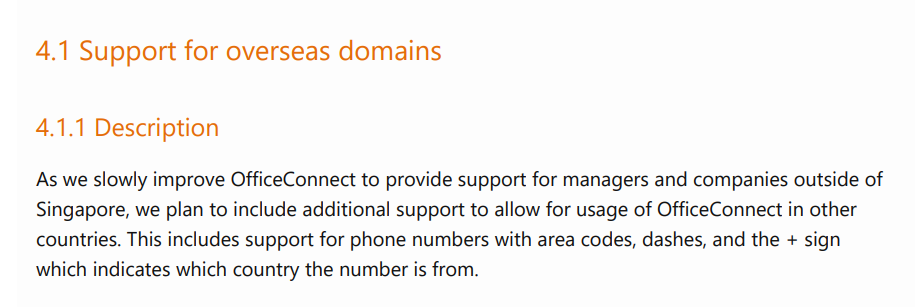 4.1 Support for overseas domains
4.1.1 Description
As we slowly improve OfficeConnect to provide support for managers and companies outside of
Singapore, we plan to include additional support to allow for usage of OfficeConnect in other
countries. This includes support for phone numbers with area codes, dashes, and the + sign
which indicates which country the number is from.